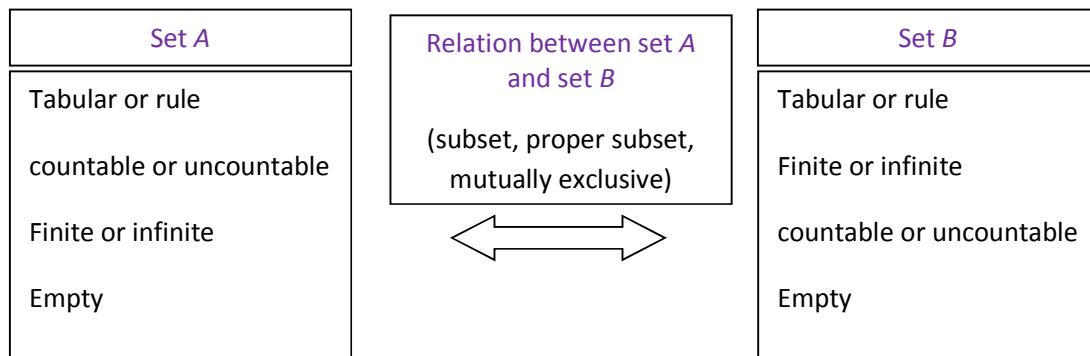 Set A
Tabular or rule
countable or uncountable
Finite or infinite
Empty
Relation between set A
and set B
(subset, proper subset,
mutually exclusive)
Set B
Tabular or rule
Finite or infinite
countable or uncountable
Empty